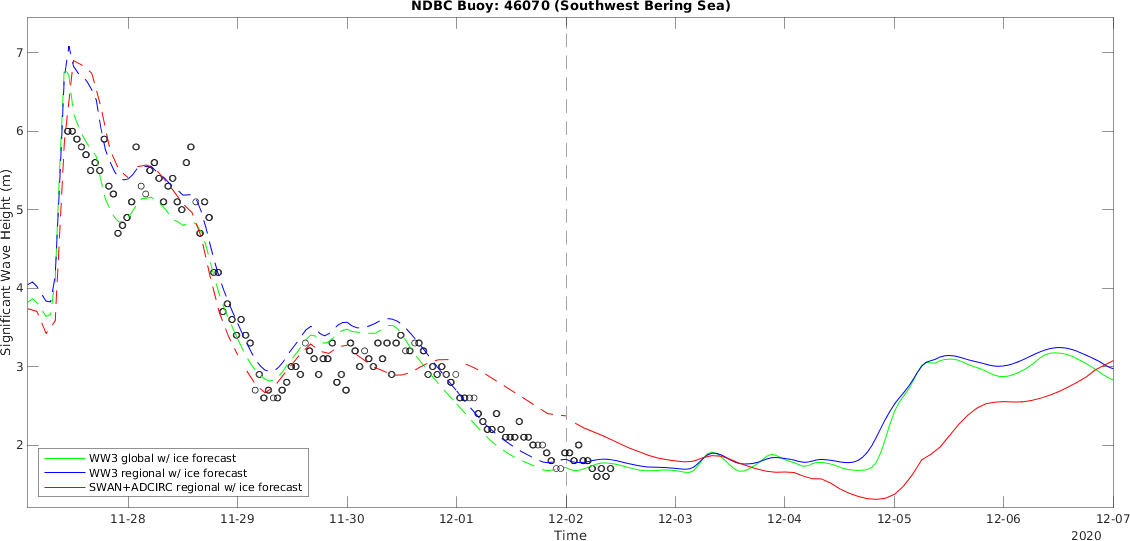 NDBC Buoy: 46070 (Southwest Bering Sea)
Significant Wave Height (m)
7
6
5
4
3
2
WW3 global w/ ice forecast
WW3 regional w/ ice forecast
SWAN+ADCIRC regional w/ ice forecast
11-28 11-29 11-30 12-01 12-02 12-03 12-04 12-05 12-06 12-07
Time
2020